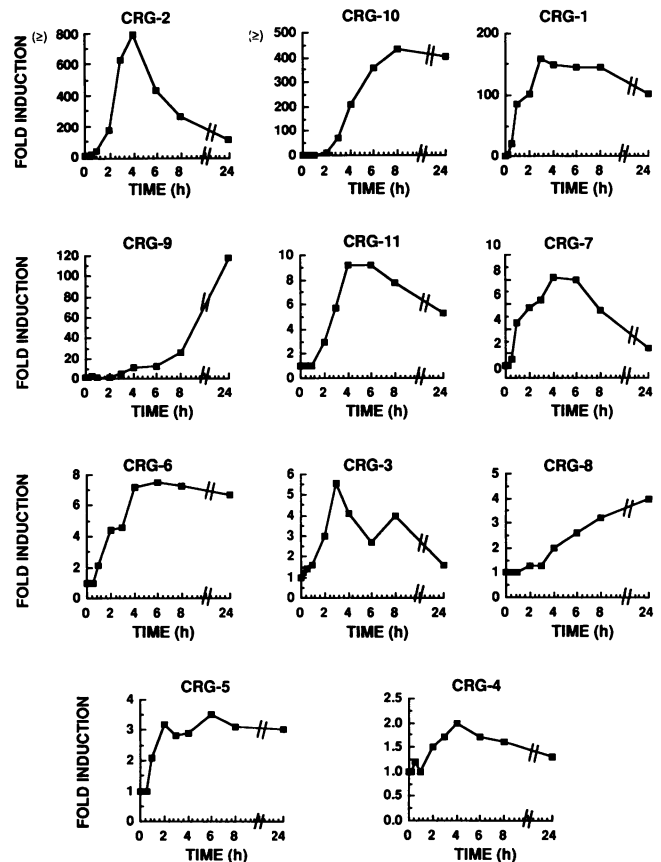 CRG-2 CRG-10 CRG-1
(≥) 800 600 400 200 0
FOLD INDUCTION
0 2 4 6 8 24
TIME (h)
(≥) 500 400 300 200 100 0
0 2 4 6 8 24
TIME (h)
200 100 0
0 2 4 6 8 24
TIME (h)
CRG-9 CRG-11 CRG-7
120 100 80 60 40 20 0
FOLD INDUCTION
0 2 4 6 8 24
TIME (h)
10 8 6 4 2 0
0 2 4 6 8 24
TIME (h)
10 8 6 4 2 0
0 2 4 6 8 24
TIME (h)
CRG-6 CRG-3 CRG-8
8 6 4 2 0
FOLD INDUCTION
0 2 4 6 8 24
TIME (h)
6 5 4 3 2 1 0
0 2 4 6 8 24
TIME (h)
5 4 3 2 1 0
0 2 4 6 8 24
TIME (h)
CRG-5 CRG-4
4 3 2 1 0
FOLD INDUCTION
0 2 4 6 8 24
TIME (h)
2.5 2.0 1.5 1.0 0.5 0.0
0 2 4 6 8 24
TIME (h)